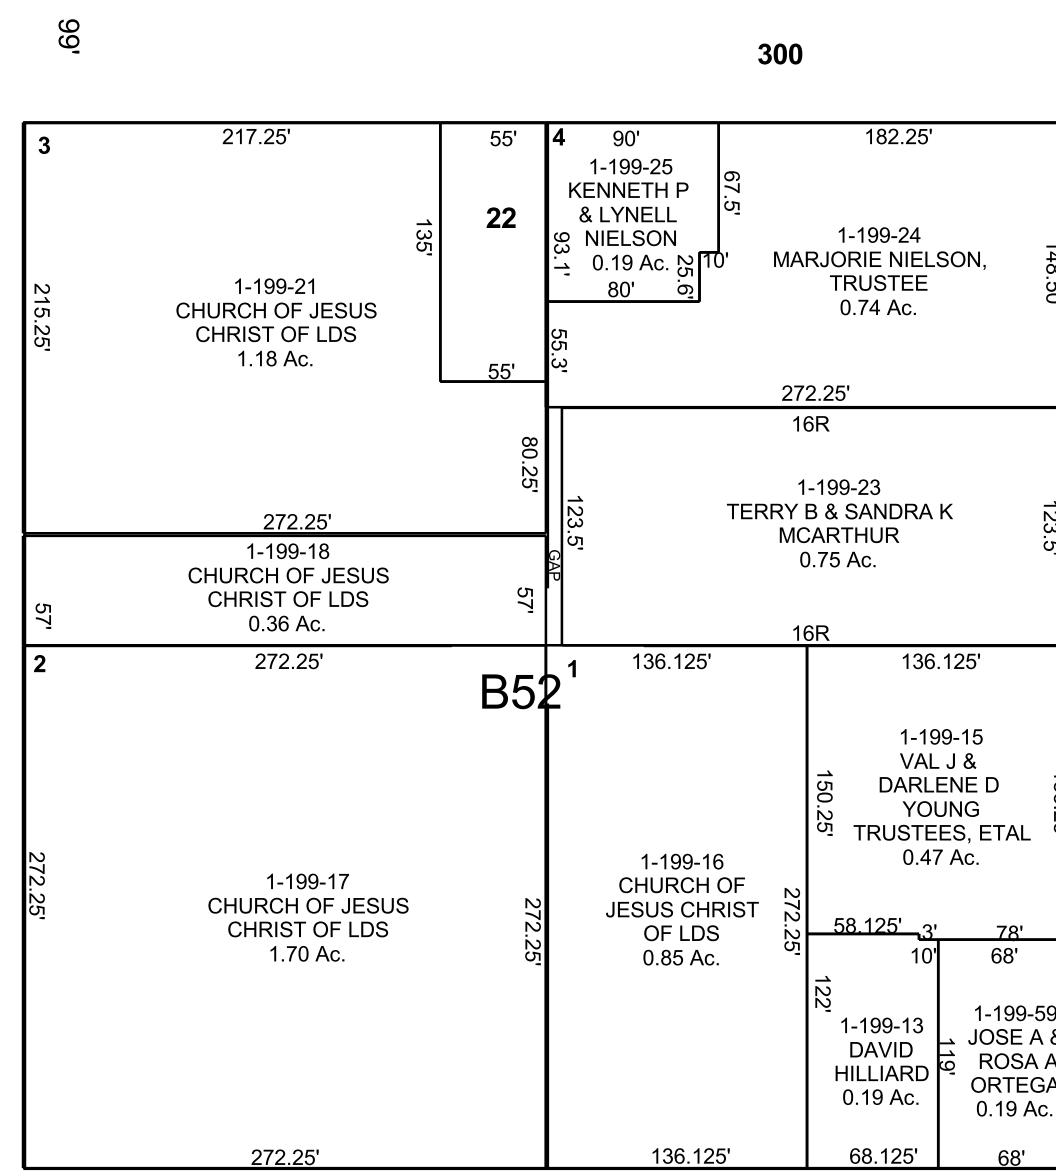 99'
300
3
217.25'
55'
4
90'
182.25'
1-199-25
KENNETH P
& LYNELL
NIELSON
0.19 Ac.
67.5'
135'
22
93.1'
25.6'
10'
80'
1-199-24
MARJORIE NIELSON,
TRUSTEE
0.74 Ac.
215.25'
1-199-21
CHURCH OF JESUS
CHRIST OF LDS
1.18 Ac.
55'
55.3'
272.25'
16R
80.25'
123.5'
1-199-23
TERRY B & SANDRA K
MCARTHUR
0.75 Ac.
123.5'
272.25'
1-199-18
CHURCH OF JESUS
CHRIST OF LDS
0.36 Ac.
57'
57'
GAP
16R
2
272.25'
1
136.125'
136.125'
B52
1-199-15
VAL J &
DARLENE D
YOUNG
TRUSTEES, ETAL
0.47 Ac.
150.25'
272.25'
1-199-17
CHURCH OF JESUS
CHRIST OF LDS
1.70 Ac.
272.25'
1-199-16
CHURCH OF
JESUS CHRIST
OF LDS
0.85 Ac.
272.25'
58.125'
3'
78'
10'
68'
122'
1-199-13
DAVID
HILLIARD
0.19 Ac.
119'
1-199-59
JOSE A &
ROSA A
ORTEGA
0.19 Ac.
272.25'
136.125'
68.125'
68'